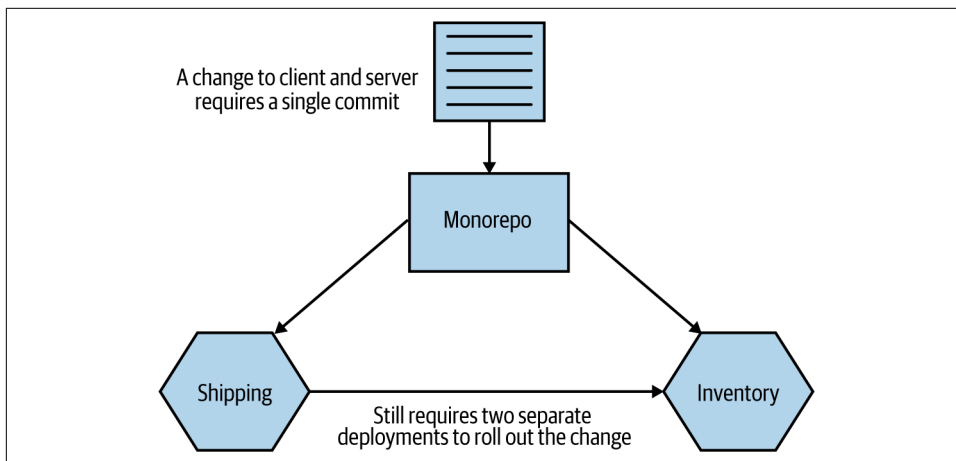 A change to client and server
requires a single commit
Monorepo
Shipping
Inventory
Still requires two separate
deployments to roll out the change